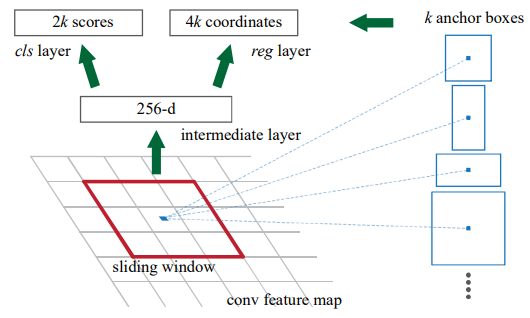 2k scores
4k coordinates
k anchor boxes
cls layer
reg layer
256-d
intermediate layer
sliding window
conv feature map